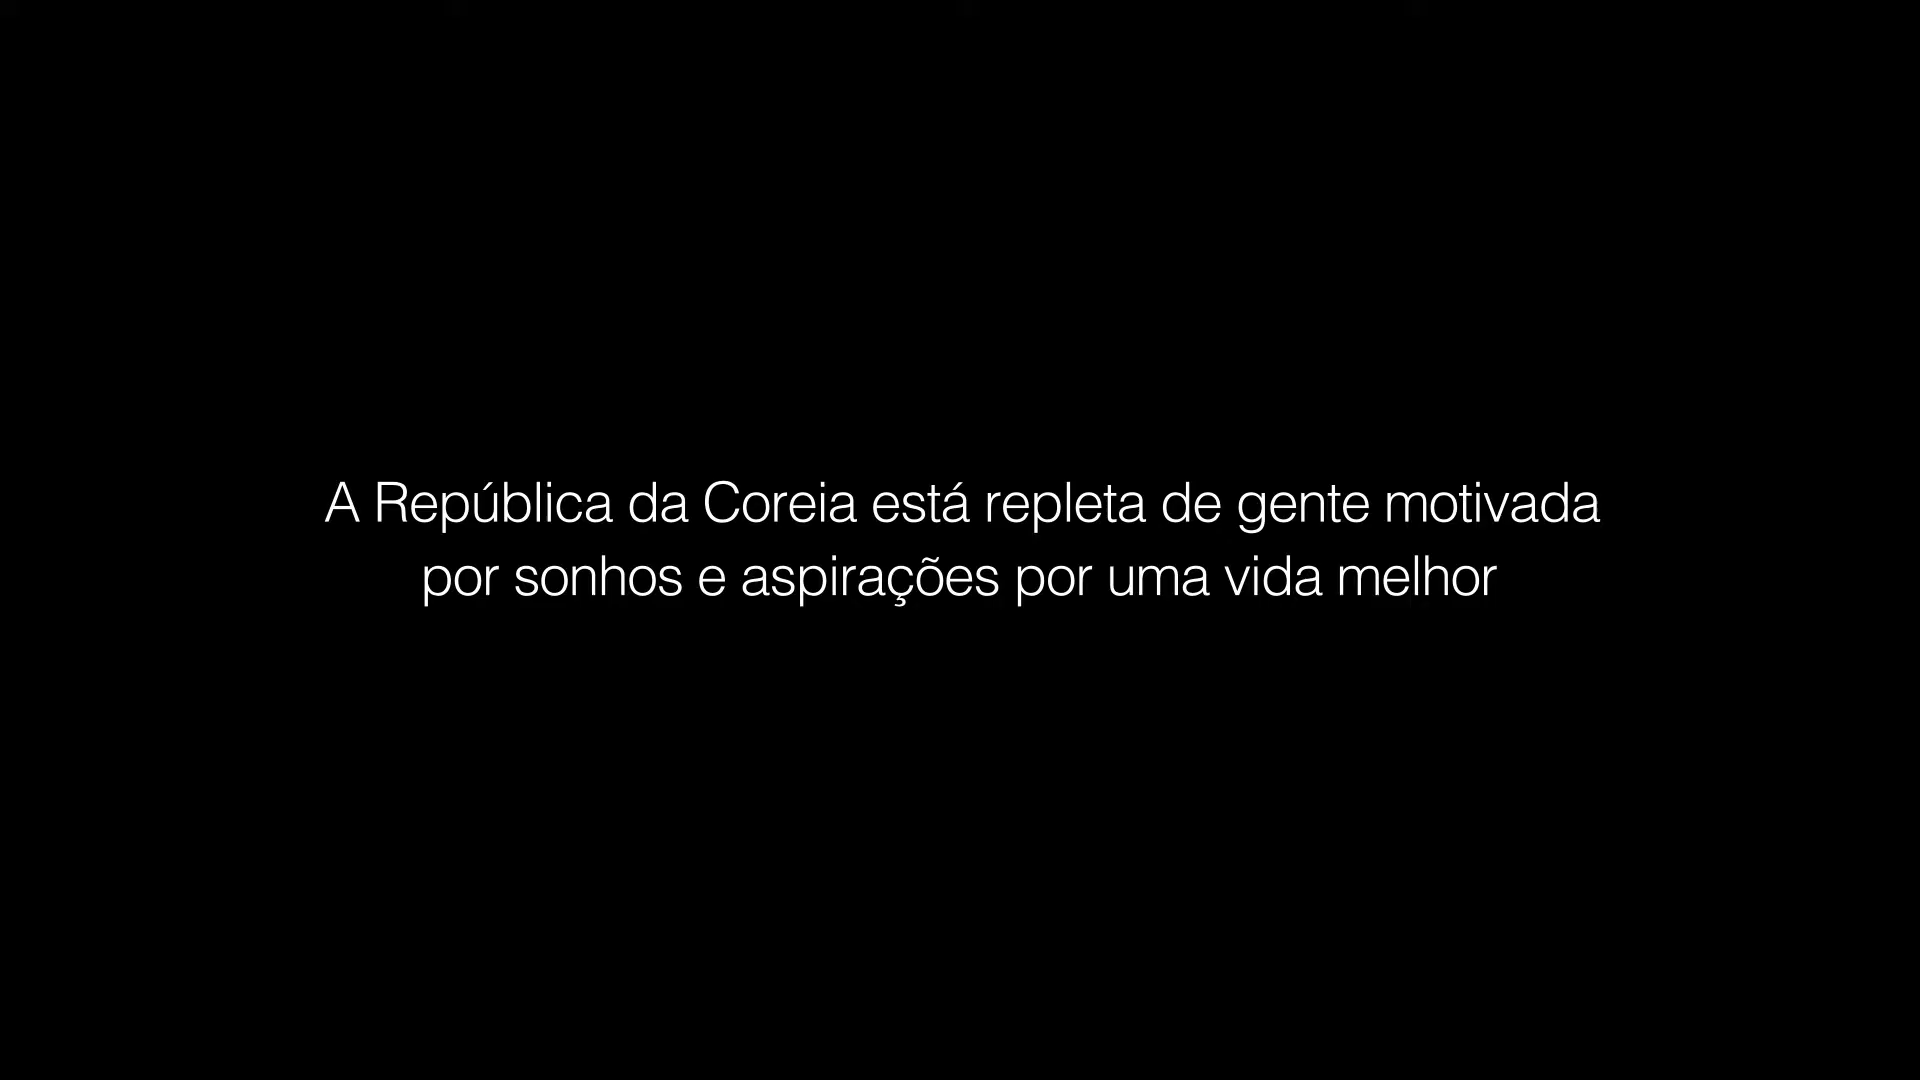 A República da Coreia está repleta de gente motivada
por sonhos e aspirações por uma vida melhor